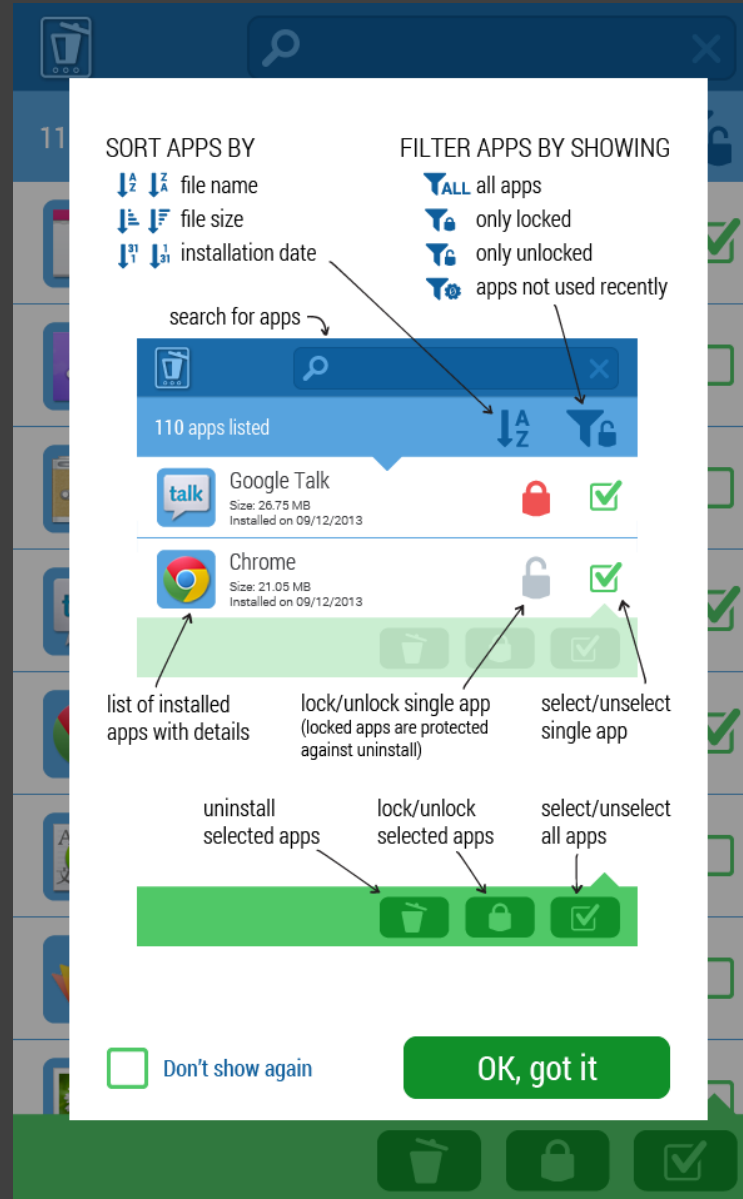 11
SORT APPS BY
file name
file size
installation date
FILTER APPS BY SHOWING
ALL all apps
only locked
only unlocked
apps not used recently
search for apps
110 apps listed
A
Z
talk
Google Talk
Size: 26.75 MB
Installed on 09/12/2013
Chrome
Size: 21.05 MB
Installed on 09/12/2013
list of installed
apps with details
lock/unlock single app
(locked apps are protected
against uninstall)
select/unselect
single app
uninstall
selected apps
lock/unlock
selected apps
select/unselect
all apps
Don't show again
OK, got it